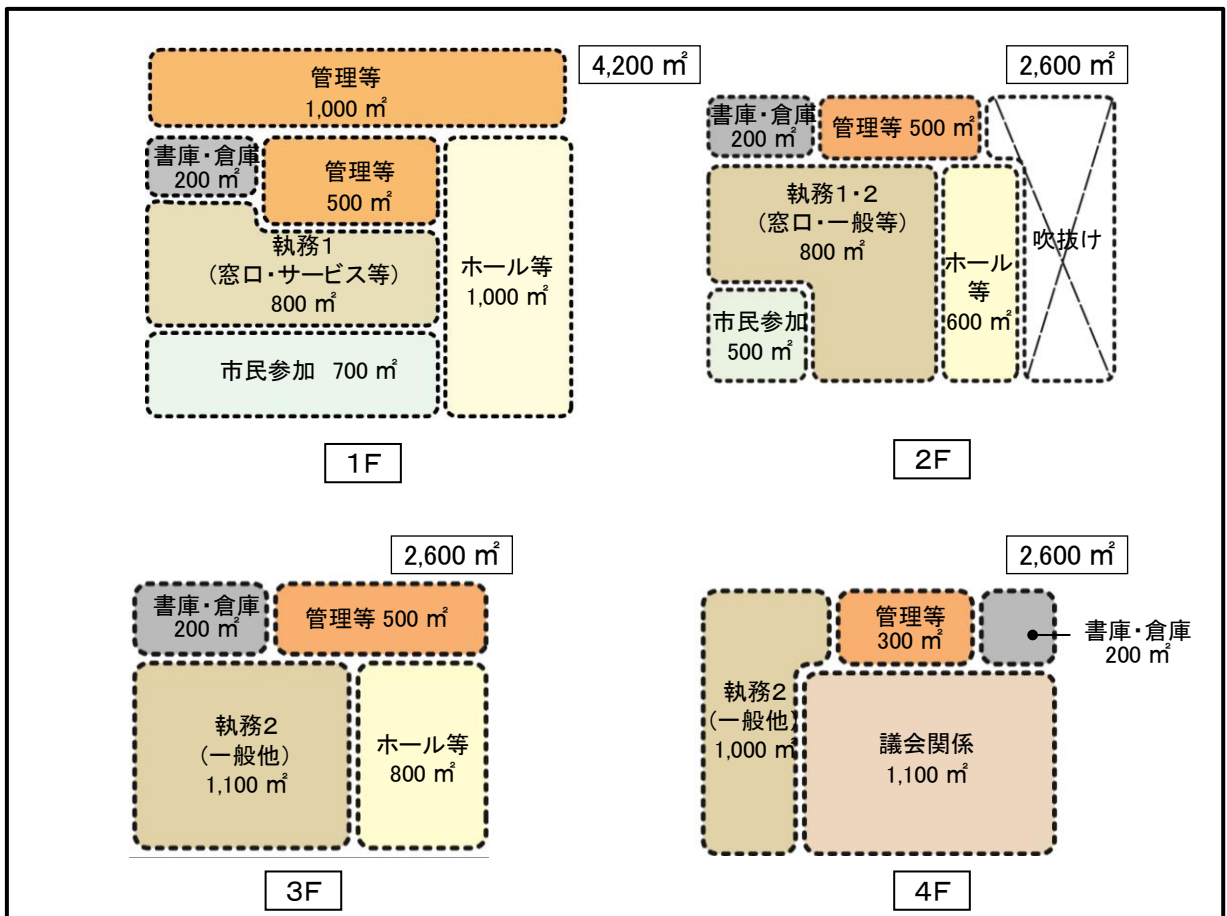 管理等
1,000 ㎡
4,200 ㎡
書庫・倉庫
200 ㎡
管理等
500 ㎡
執務1
(窓口・サービス等)
800 ㎡
ホール等
1,000 ㎡
市民参加 700 ㎡
1F
2,600 ㎡
書庫・倉庫
200 ㎡
管理等 500 ㎡
執務1・2
(窓口・一般等)
800 ㎡
吹抜け
ホール
等
600 ㎡
市民参加
500 ㎡
2F
2,600 ㎡
書庫・倉庫
200 ㎡
管理等 500 ㎡
執務2
(一般他)
1,100 ㎡
ホール等
800 ㎡
3F
2,600 ㎡
管理等
300 ㎡
書庫・倉庫
200 ㎡
執務2
(一般他)
1,000 ㎡
議会関係
1,100 ㎡
4F